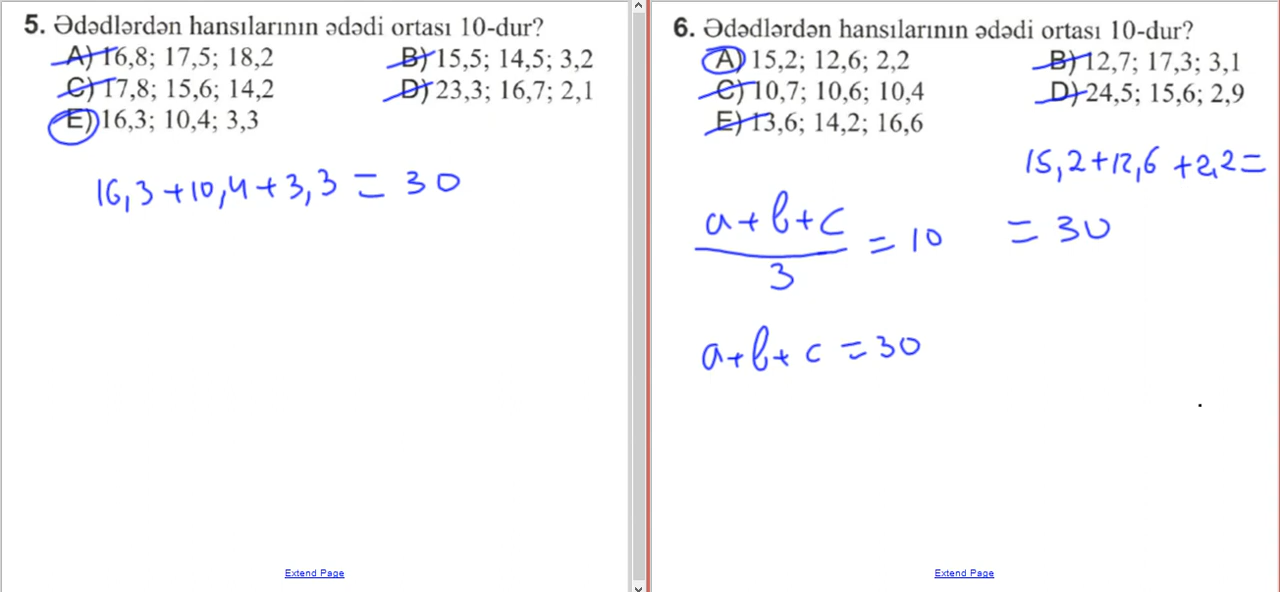 5. Ədədlərdən hansılarının ədədi ortası 10-dur?
A) 16,8; 17,5; 18,2
B) 15,5; 14,5; 3,2
C) 17,8; 15,6; 14,2
D) 23,3; 16,7; 2,1
E) 16,3; 10,4; 3,3
16,3+10,4+3,3=30
6. Ədədlərdən hansılarının ədədi ortası 10-dur?
A) 15,2; 12,6; 2,2
B) 12,7; 17,3; 3,1
C) 10,7; 10,6; 10,4
D) 24,5; 15,6; 2,9
E) 13,6; 14,2; 16,6
15,2+12,6+2,2=
=30
a+b+c
3
=10
a+b+c=30
Extend Page
Extend Page